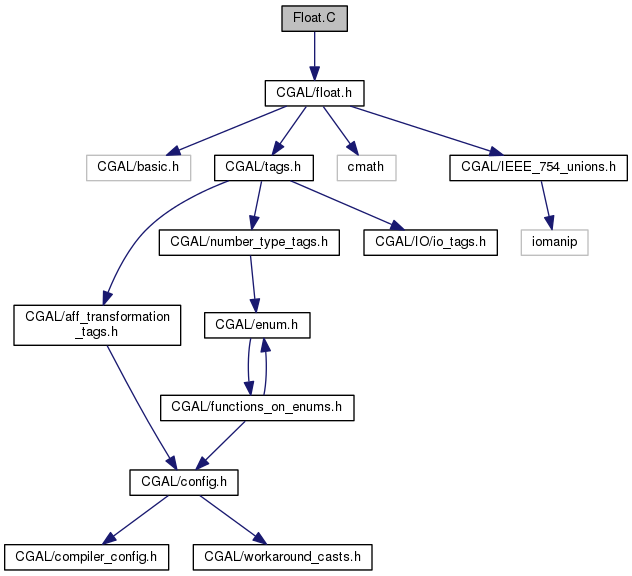 Float.C
CGAL/float.h
CGAL/basic.h
CGAL/tags.h
cmath
CGAL/IEEE_754_unions.h
CGAL/number_type_tags.h
CGAL/IO/io_tags.h
iomanip
CGAL/aff_transformation
_tags.h
CGAL/enum.h
CGAL/functions_on_enums.h
CGAL/config.h
CGAL/compiler_config.h
CGAL/workaround_casts.h